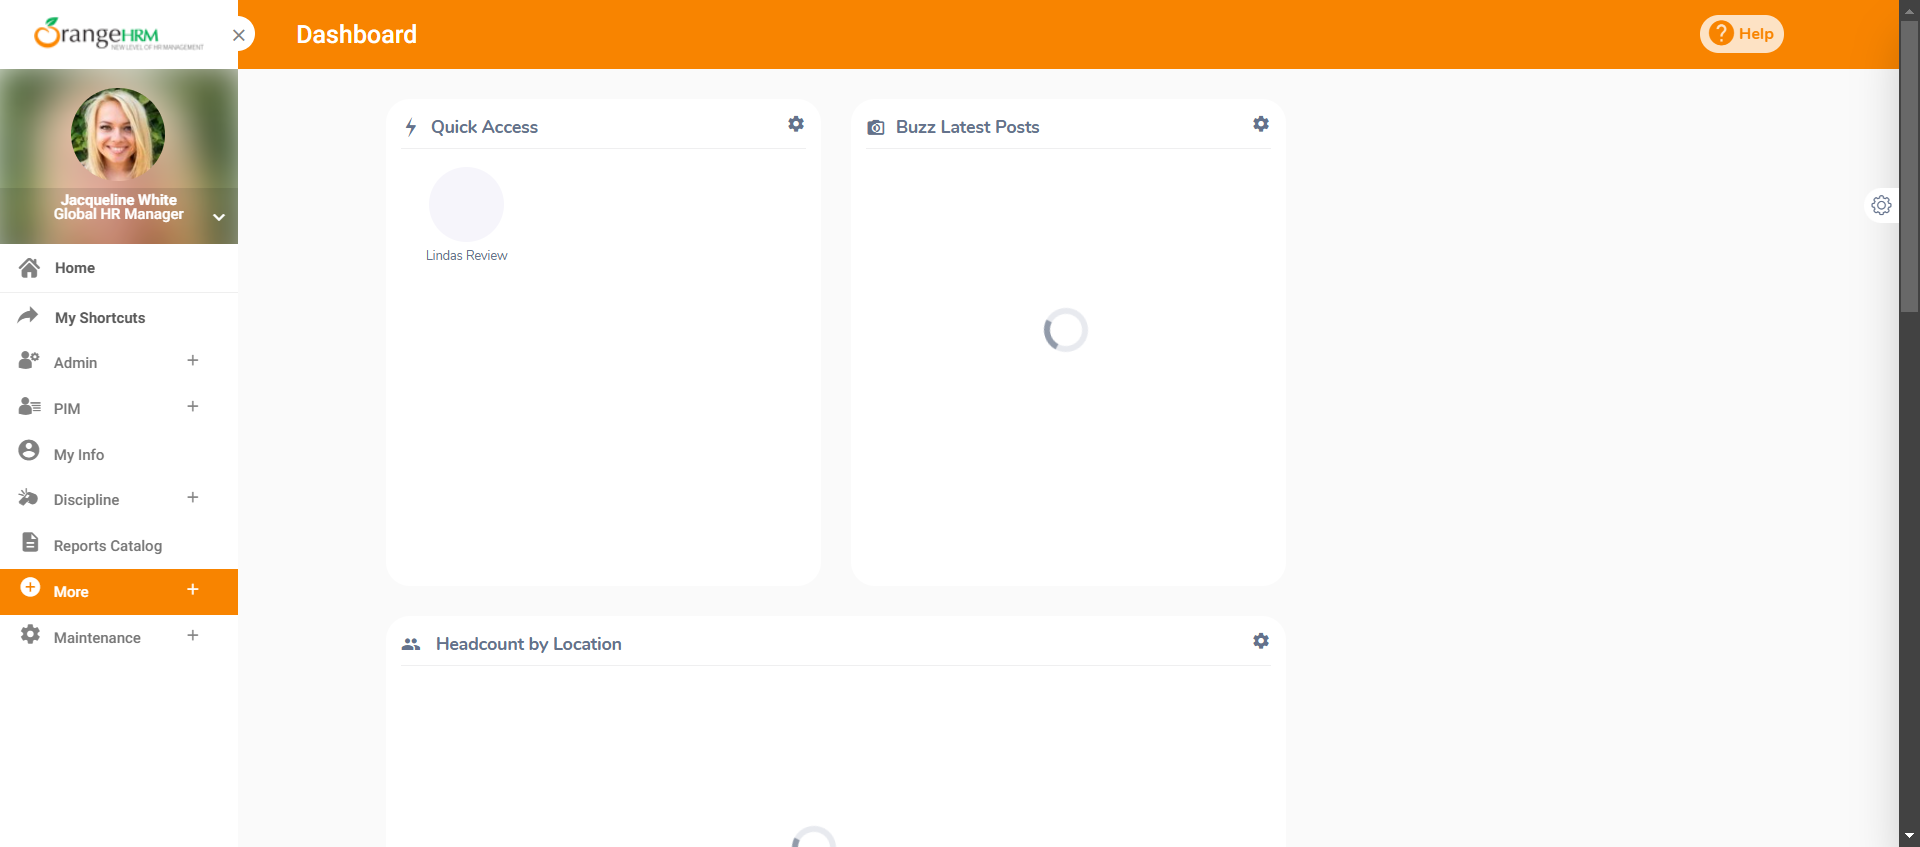 OrangeHRM
NEW LEVEL OF HR MANAGEMENT
Dashboard
Help
Jacqueline White
Global HR Manager
Home
My Shortcuts
Admin
PIM
My Info
Discipline
Reports Catalog
More
Maintenance
Quick Access
Lindas Review
Buzz Latest Posts
Headcount by Location